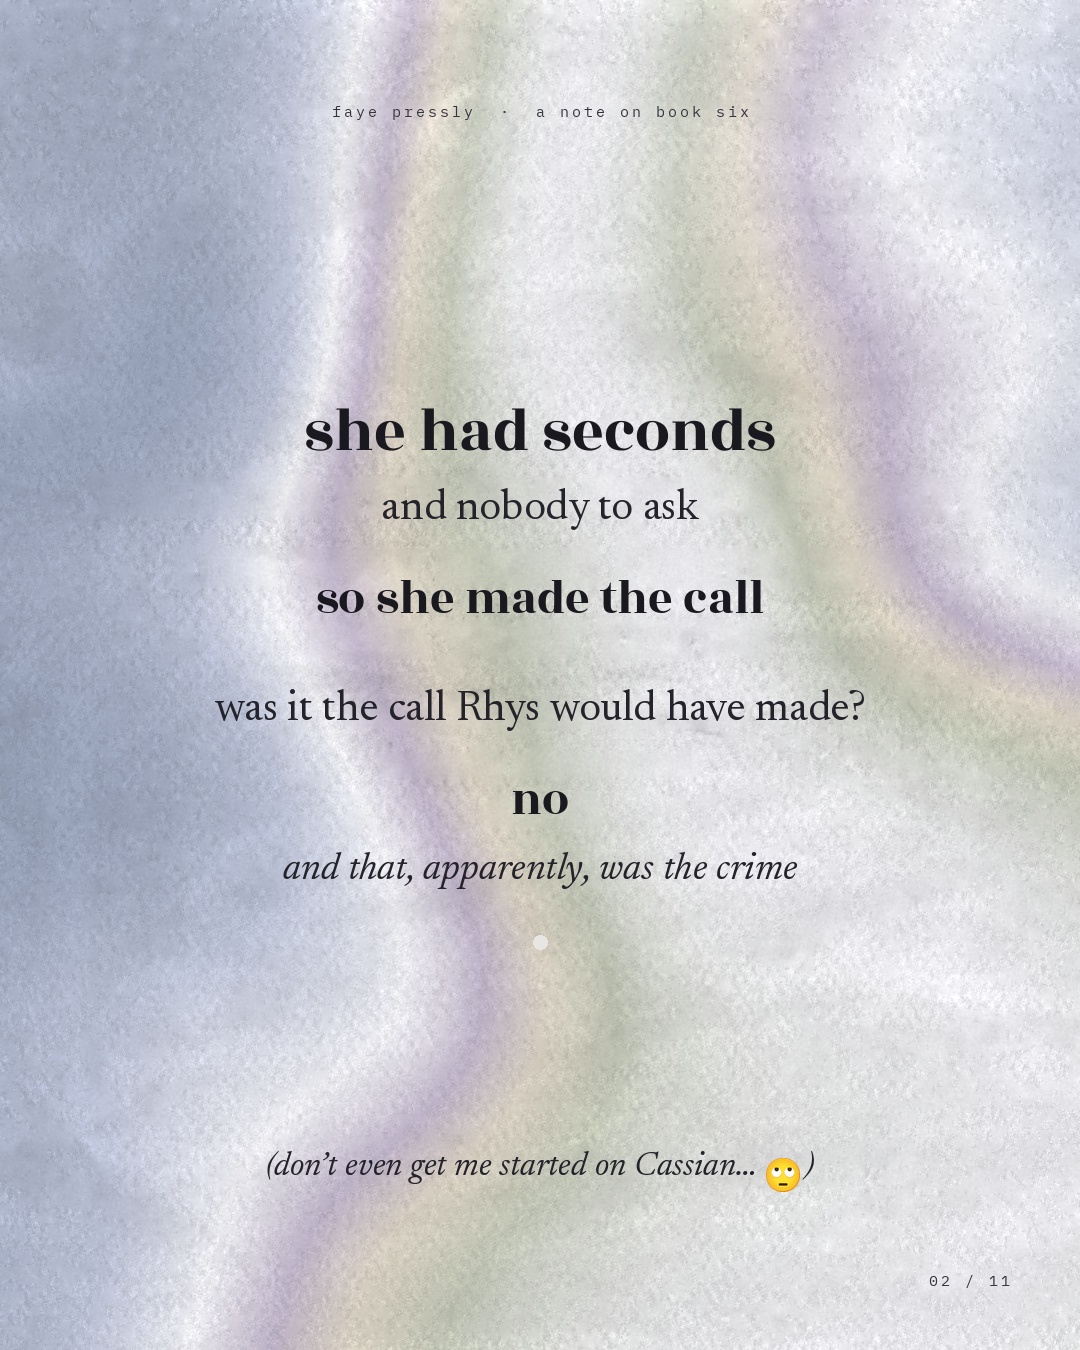 faye pressly · a note on book six
she had seconds
and nobody to ask
so she made the call
was it the call Rhys would have made?
no
and that, apparently, was the crime
(don’t even get me started on Cassian... 🙄)
02 / 11